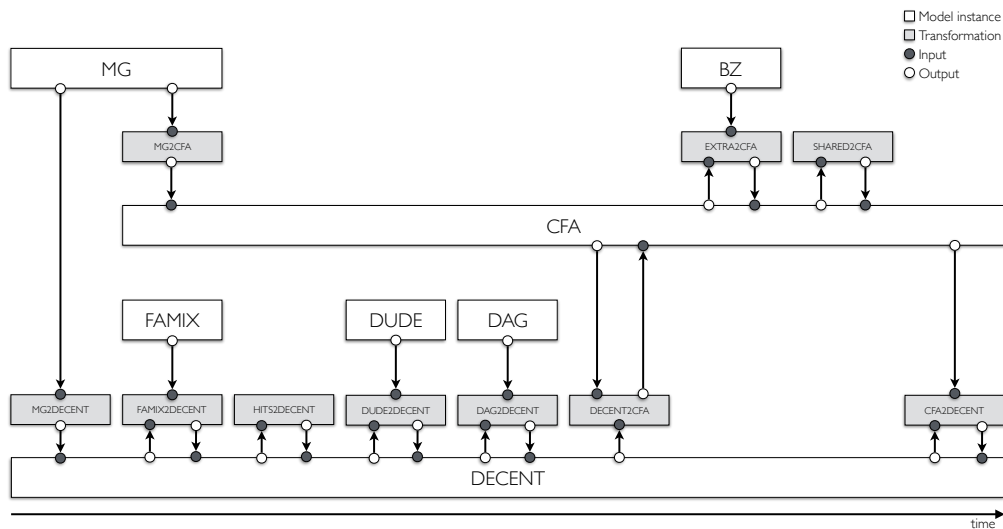 Model instance
Transformation
Input
Output
MG
BZ
MG2CFA
EXTRA2CFA
SHARED2CFA
CFA
FAMIX
DUDE
DAG
MG2DECENT
FAMIX2DECENT
HITS2DECENT
DUDE2DECENT
DAG2DECENT
DECENT2CFA
CFA2DECENT
DECENT
time